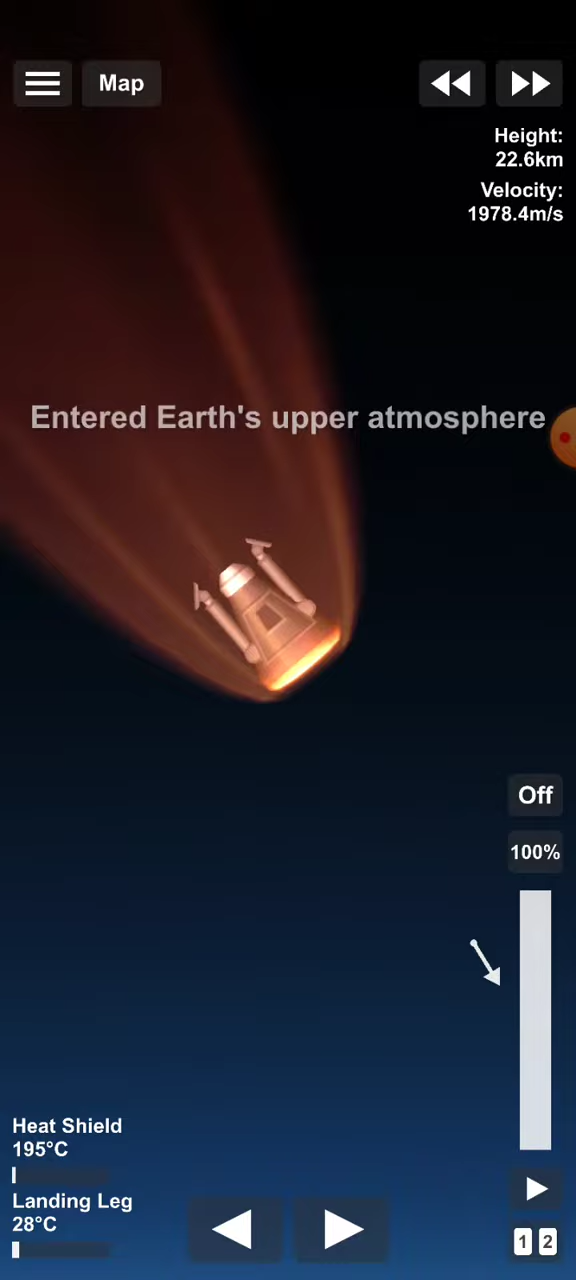 Map
Height:
22.6km
Velocity:
1978.4m/s
Entered Earth's upper atmosphere
Off
100%
Heat Shield
195°C
Landing Leg
28°C
1 2